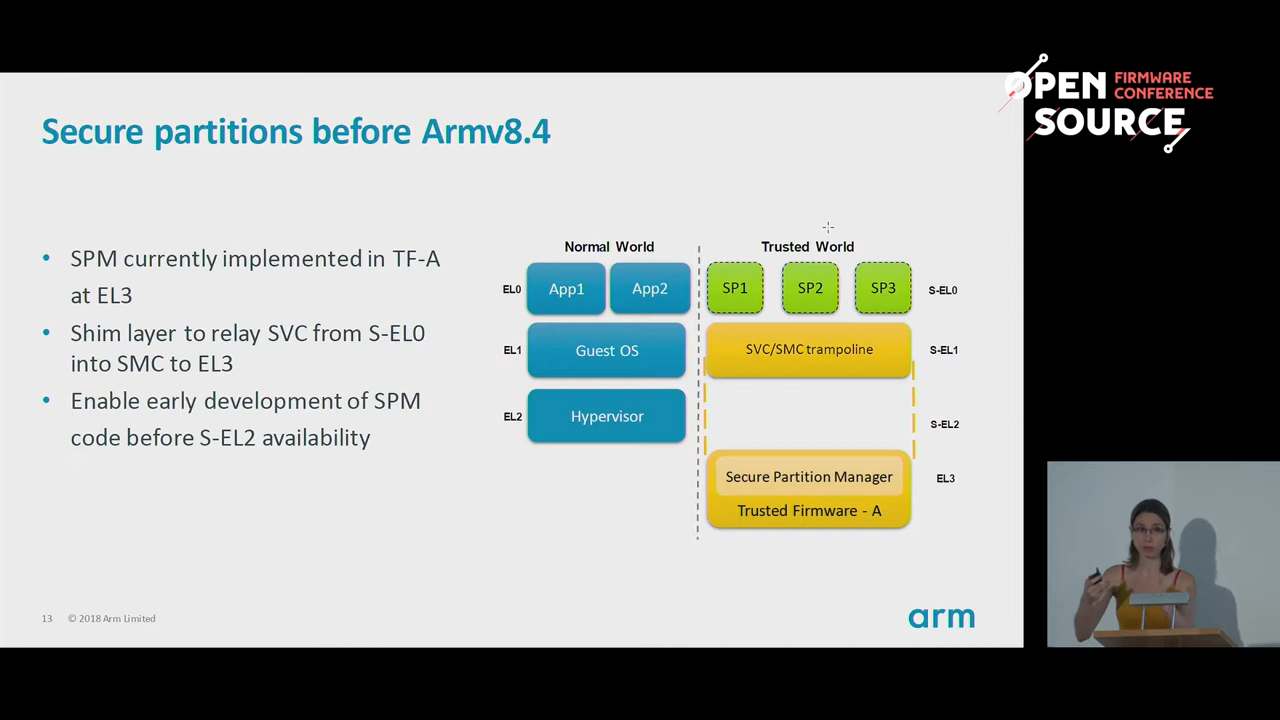 OPEN FIRMWARE
CONFERENCE
SOURCE
Secure partitions before Armv8.4
• SPM currently implemented in TF-A
at EL3
• Shim layer to relay SVC from S-EL0
into SMC to EL3
• Enable early development of SPM
code before S-EL2 availability
Normal World
Trusted World
EL0
App1
App2
SP1
SP2
SP3
S-EL0
EL1
Guest OS
SVC/SMC trampoline
S-EL1
EL2
Hypervisor
S-EL2
Secure Partition Manager
EL3
Trusted Firmware - A
13 © 2018 Arm Limited
arm